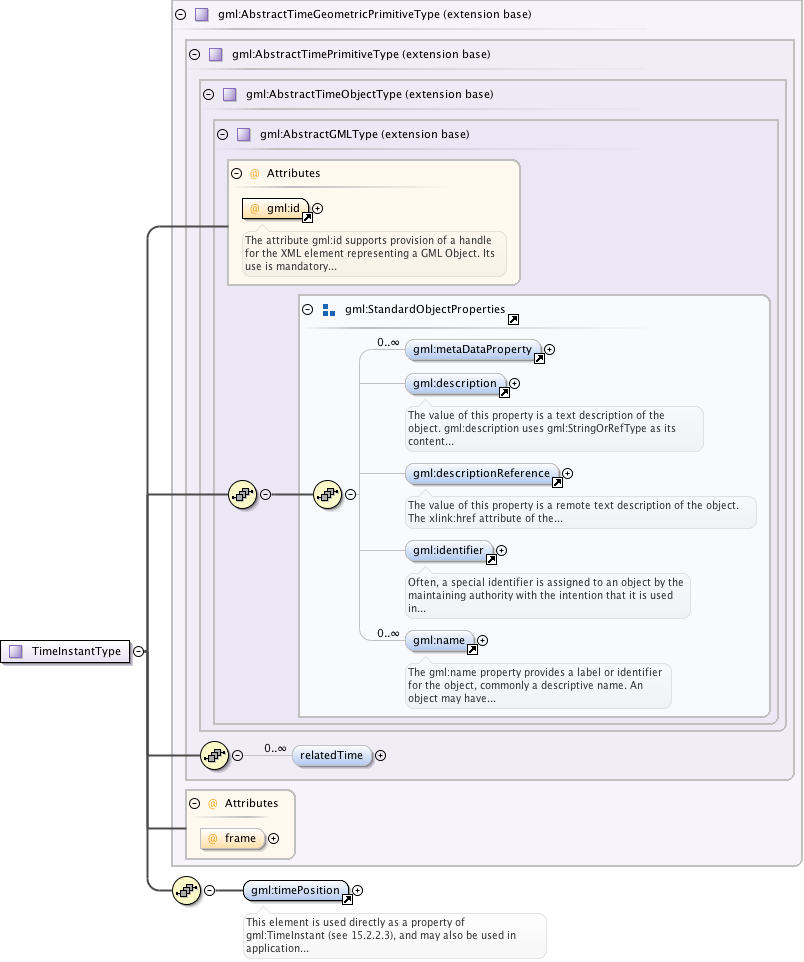 gml:AbstractTimeGeometricPrimitiveType (extension base)
gml:AbstractTimePrimitiveType (extension base)
gml:AbstractTimeObjectType (extension base)
gml:AbstractGMLType (extension base)
@ Attributes
@ gml:id
The attribute gml:id supports provision of a handle
for the XML element representing a GML Object. Its
use is mandatory...
gml:StandardObjectProperties
0..∞
gml:metaDataProperty
gml:description
The value of this property is a text description of the
object. gml:description uses gml:StringOrRefType as its
content...
gml:descriptionReference
The value of this property is a remote text description of the object.
The xlink:href attribute of the...
gml:identifier
Often, a special identifier is assigned to an object by the
maintaining authority with the intention that it is used
in...
0..∞
gml:name
The gml:name property provides a label or identifier
for the object, commonly a descriptive name. An
object may have...
TimeInstantType
0..∞
relatedTime
@ Attributes
@ frame
gml:timePosition
This element is used directly as a property of
gml:TimeInstant (see 15.2.2.3), and may also be used in
application...